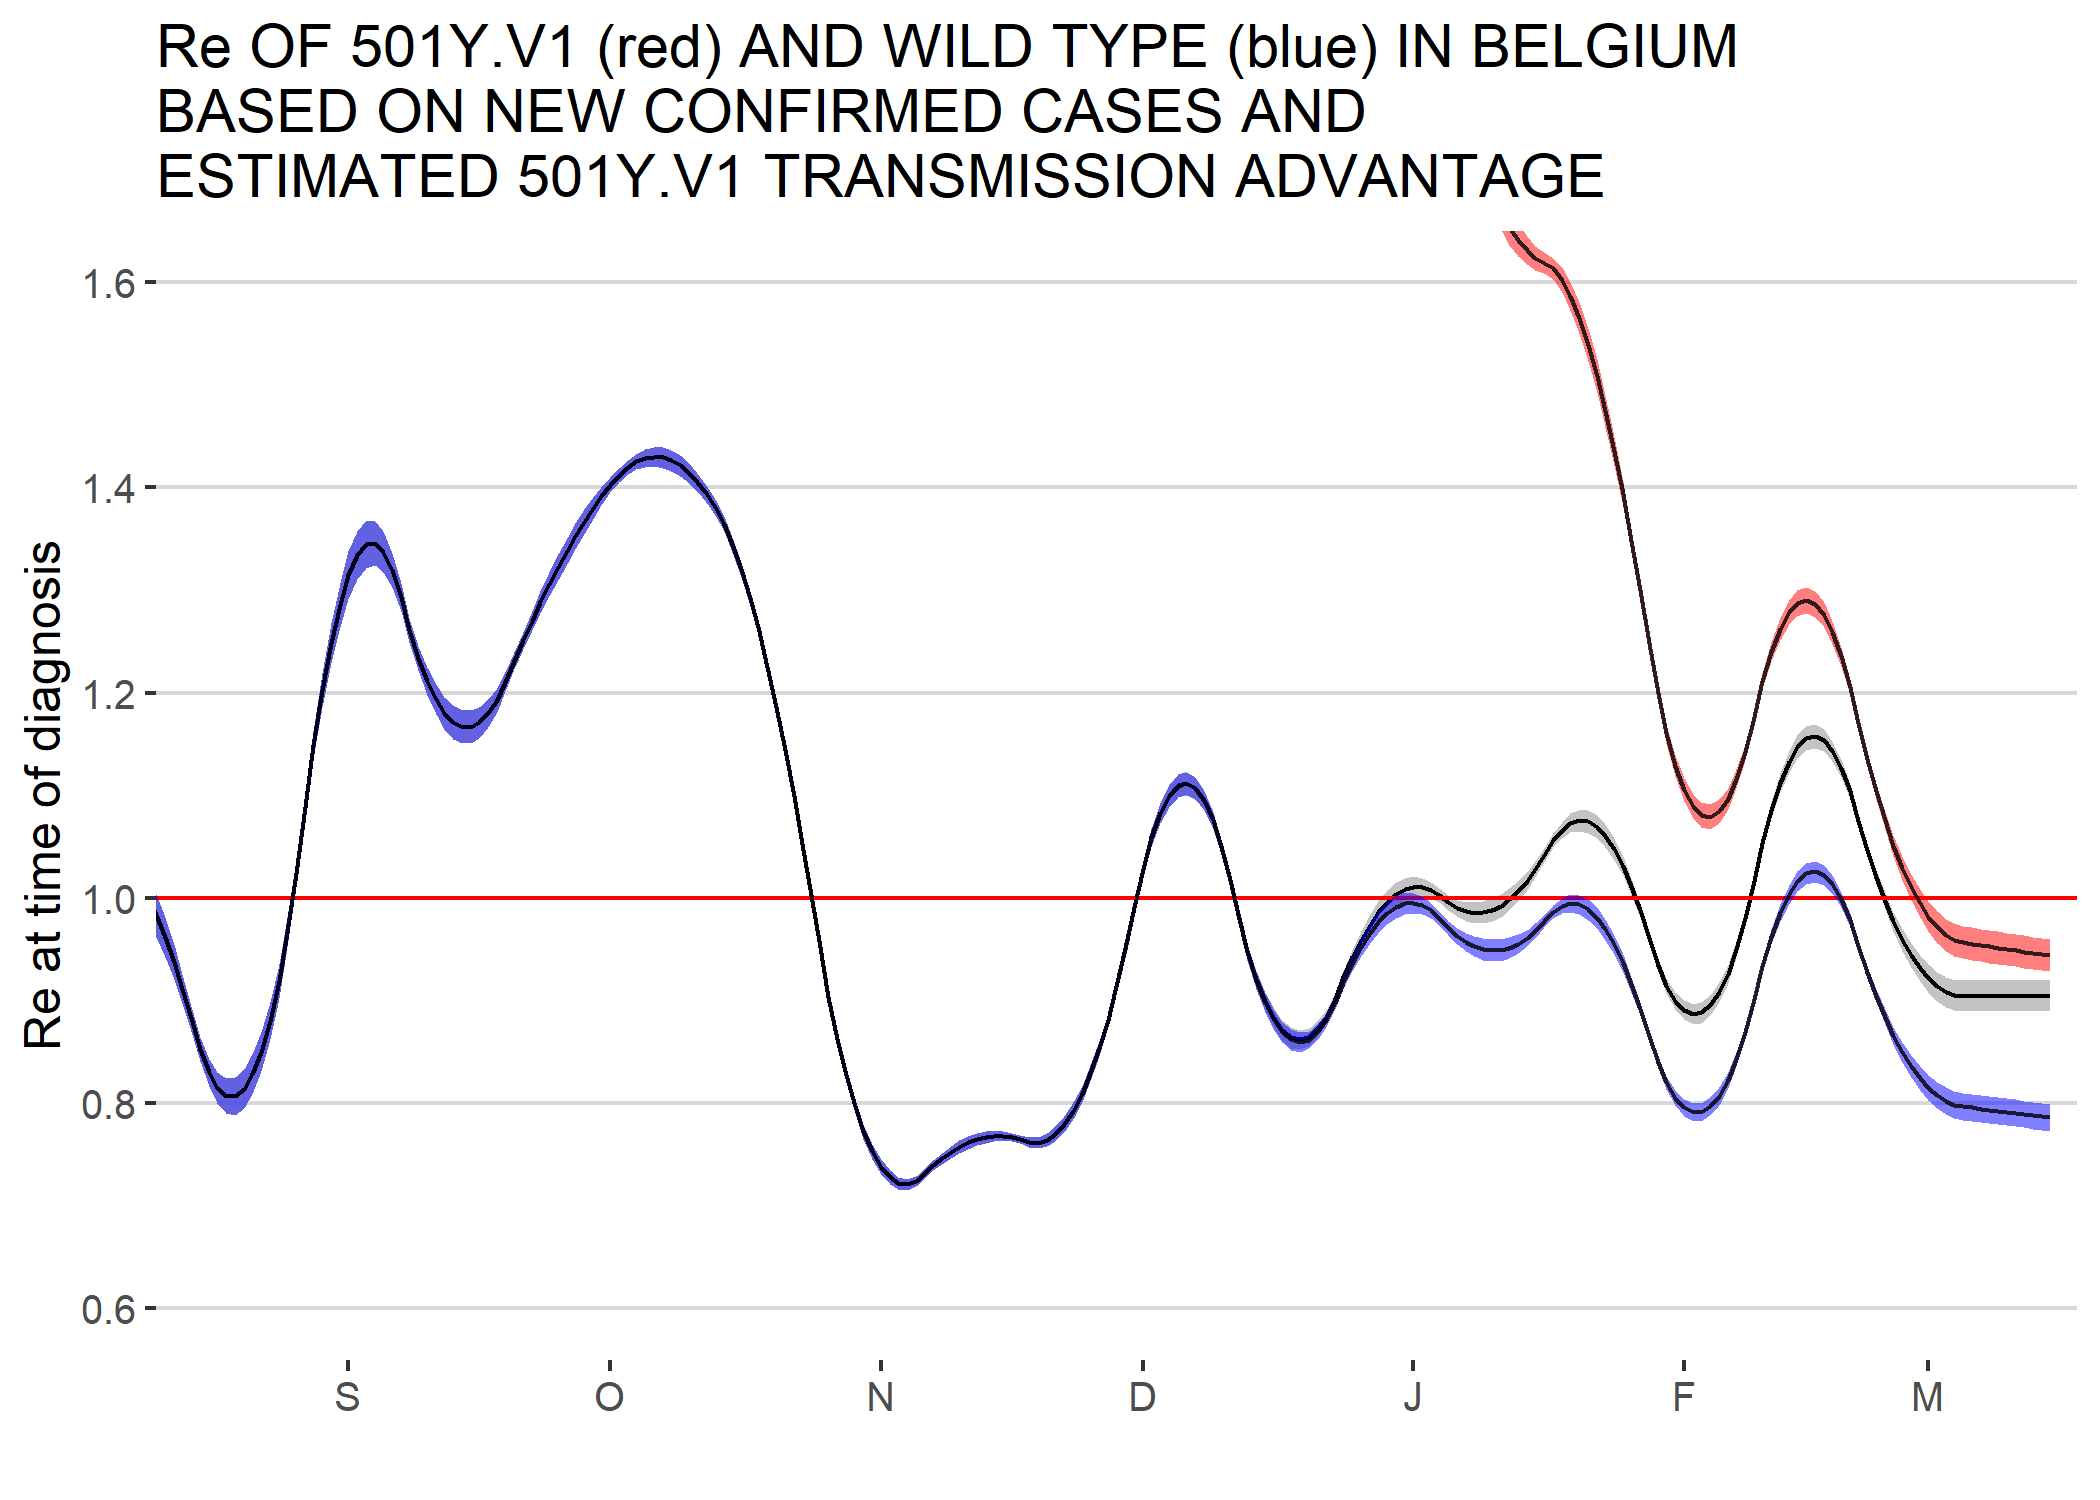 Re OF 501Y.V1 (red) AND WILD TYPE (blue) IN BELGIUM
BASED ON NEW CONFIRMED CASES AND
ESTIMATED 501Y.V1 TRANSMISSION ADVANTAGE
Re at time of diagnosis
1.6
1.4
1.2
1.0
0.8
0.6
S O N D J F M